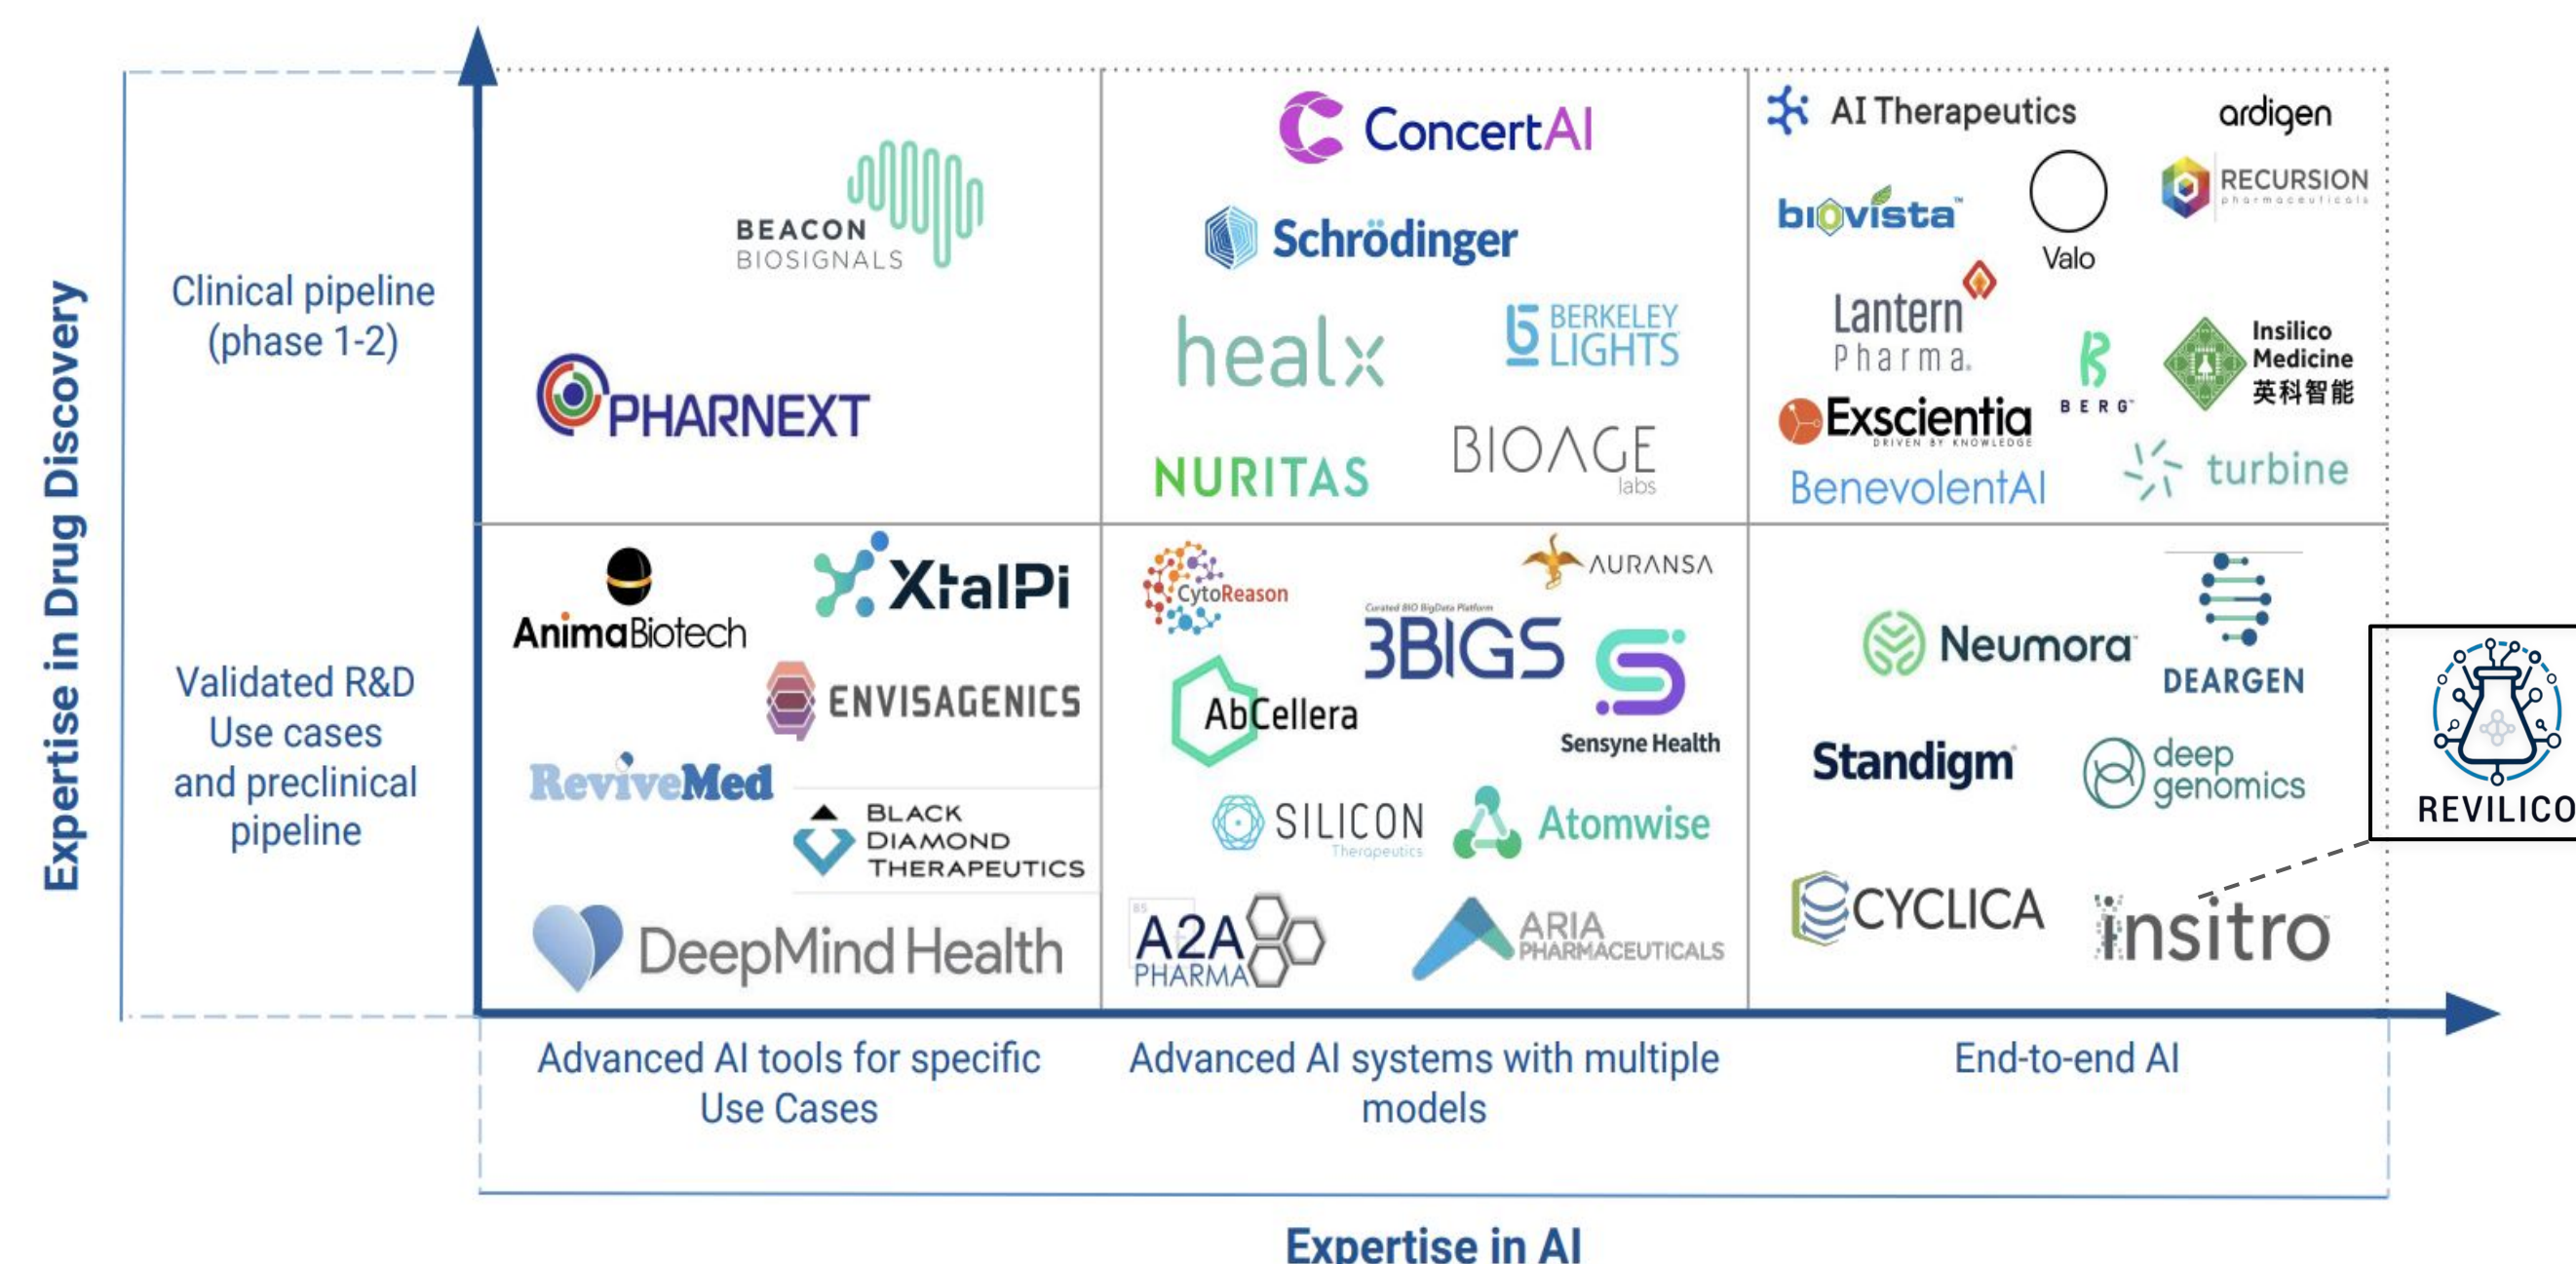 Expertise in Drug Discovery
Clinical pipeline
(phase 1-2)
Validated R&D
Use cases
and preclinical
pipeline
BEACON
BIOSIGNALS
PHARNEXT
ConcertAI
Schrödinger
healx
BERKELEY
LIGHTS
NURITAS
BIOAGE
labs
AI Therapeutics
ardigen
biovista™
Valo
RECURSION
pharmaceuticals
Lantern
Pharma.
BERG
Insilico
Medicine
英科智能
Exscientia
DRIVEN BY KNOWLEDGE
BenevolentAI
turbine
AnimaBiotech
XtalPi
ENVISAGENICS
ReviveMed
BLACK
DIAMOND
THERAPEUTICS
DeepMind Health
CytoReason
AURANSA
Curated BIO BigData Platform
3BIGS
AbCellera
Sensyne Health
SILICON
Therapeutics
Atomwise
85
A2A
PHARMA
ARIA
PHARMACEUTICALS
Neumora
DEARGEN
Standigm
deep
genomics
CYCLICA
insitro
REVILICO
Advanced AI tools for specific
Use Cases
Advanced AI systems with multiple
models
End-to-end AI
Expertise in AI